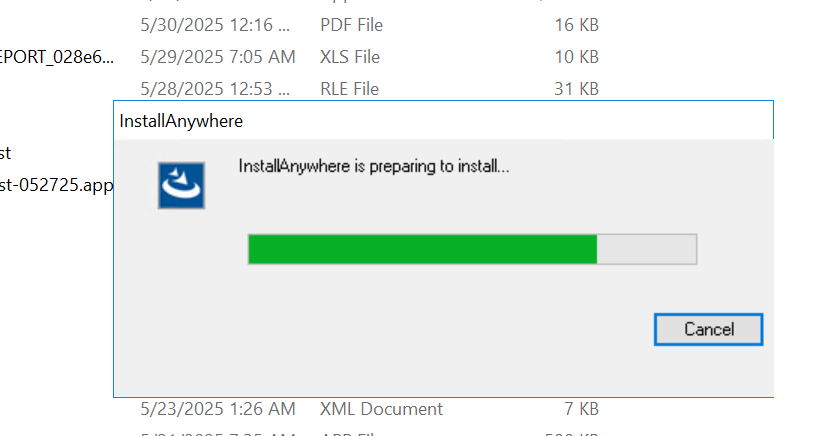 5/30/2025 12:16 ... PDF File 16 KB
EPORT_028e6... 5/29/2025 7:05 AM XLS File 10 KB
5/28/2025 12:53 ... RLE File 31 KB
InstallAnywhere
st
InstallAnywhere is preparing to install...
st-052725.app
Cancel
5/23/2025 1:26 AM XML Document 7 KB